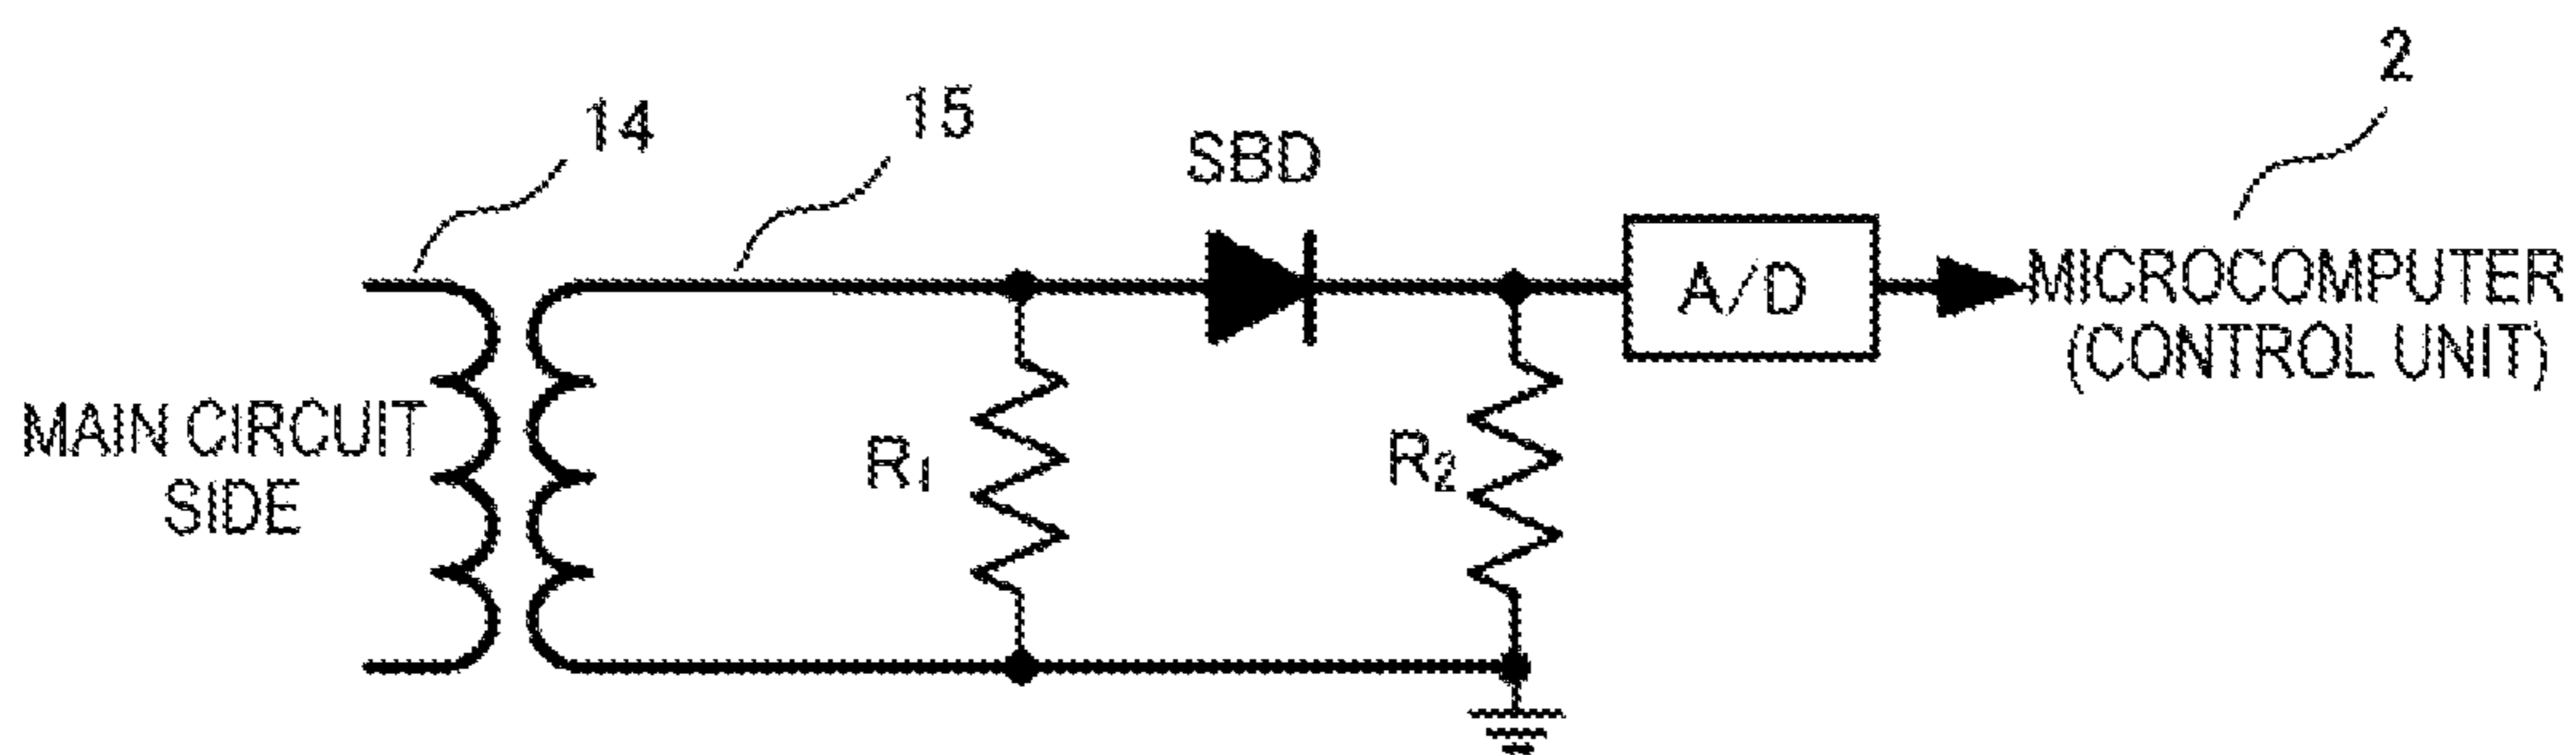 2
14
15
SBD
A/D
MICROCOMPUTER
(CONTROL UNIT)
MAIN CIRCUIT
SIDE
R1
R2